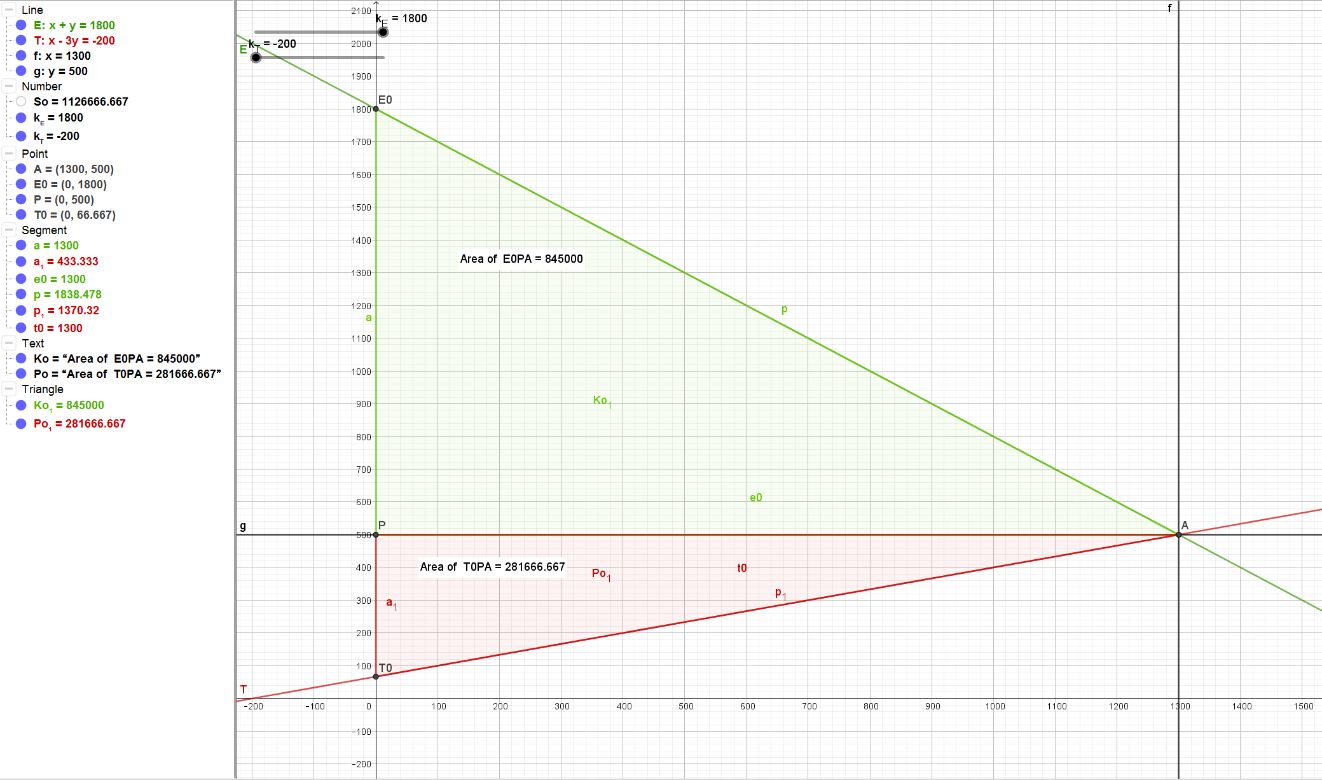 Line
E: x + y = 1800
T: x - 3y = -200
f: x = 1300
g: y = 500
Number
So = 1126666.667
k_E = 1800
k_T = -200
Point
A = (1300, 500)
E0 = (0, 1800)
P = (0, 500)
T0 = (0, 66.667)
Segment
a = 1300
a₁ = 433.333
e0 = 1300
p = 1838.478
p₁ = 1370.32
t0 = 1300
Text
Ko = “Area of E0PA = 845000”
Po = “Area of T0PA = 281666.667”
Triangle
Ko₁ = 845000
Po₁ = 281666.667
k_E = 1800
k_T = -200
E
f
2100
2000
1900
1800
1700
1600
1500
1400
1300
1200
1100
1000
900
800
700
600
500
400
300
200
100
-100
-200
E0
Area of E0PA = 845000
a
p
Ko₁
e0
g
P
A
Area of T0PA = 281666.667
Po₁
t0
a₁
p₁
T0
T
-200 -100 0 100 200 300 400 500 600 700 800 900 1000 1100 1200 1300 1400 1500